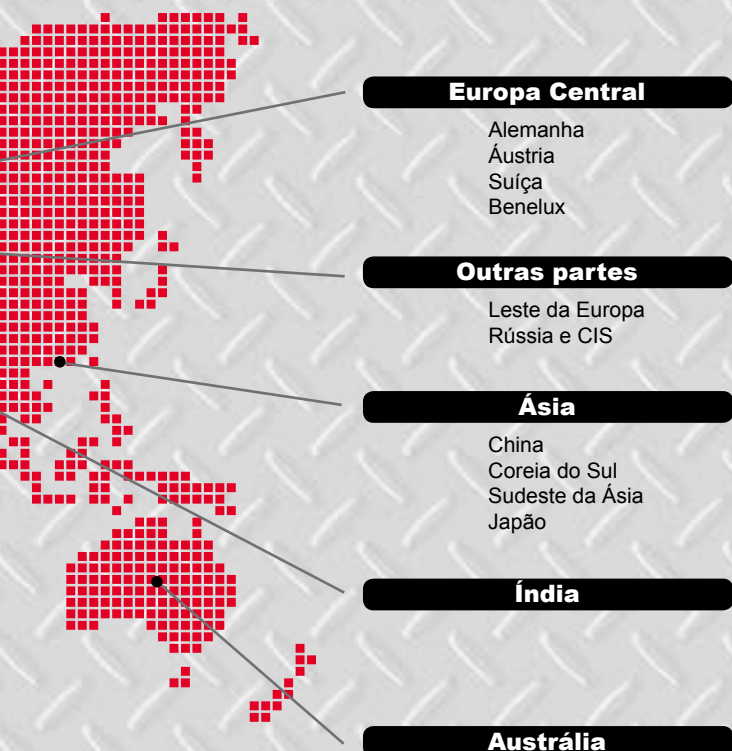 Europa Central
Alemanha
Áustria
Suíça
Benelux
Outras partes
Leste da Europa
Rússia e CIS
Ásia
China
Coreia do Sul
Sudeste da Ásia
Japão
Índia
Austrália